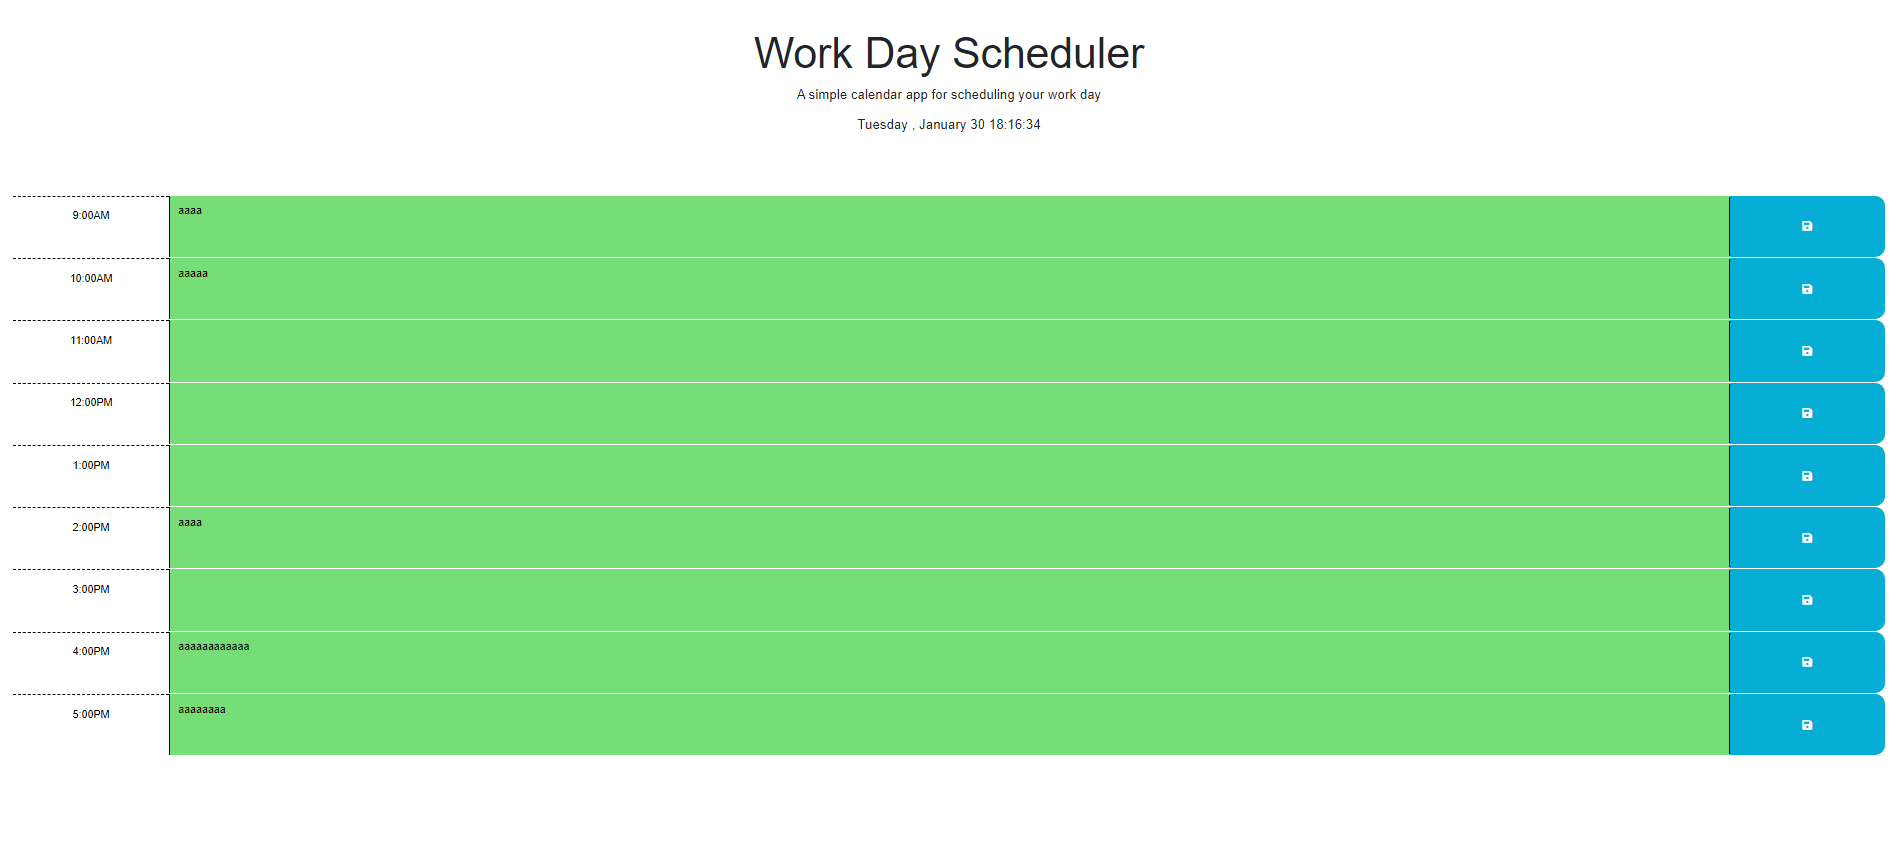 Work Day Scheduler
A simple calendar app for scheduling your work day
Tuesday , January 30 18:16:34
9:00AM aaaa
10:00AM aaaaa
11:00AM
12:00PM
1:00PM
2:00PM aaaa
3:00PM
4:00PM aaaaaaaaaaaa
5:00PM aaaaaaaa